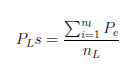 P_L s = \frac{\sum_{i=1}^{n_l} P_e}{n_L}